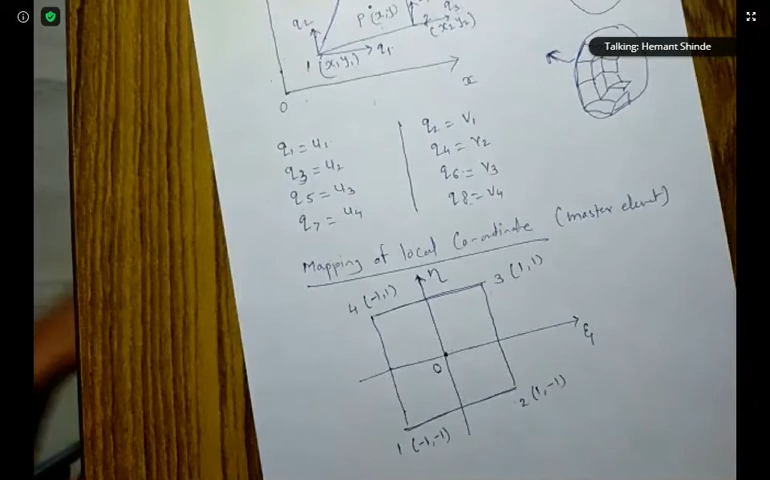 q₂
P (x,y)
2
q₃
(x₂ y₂)
1 (x₁ y₁)
q₁
x
0
Talking: Hemant Shinde
q₁ = u₁
q₃ = u₂
q₅ = u₃
q₇ = u₄
q₂ = v₁
q₄ = v₂
q₆ = v₃
q₈ = v₄
Mapping of local Co-ordinate (master element)
η
4 (-1,1)
3 (1,1)
ξ
0
2 (1,-1)
1 (-1,-1)